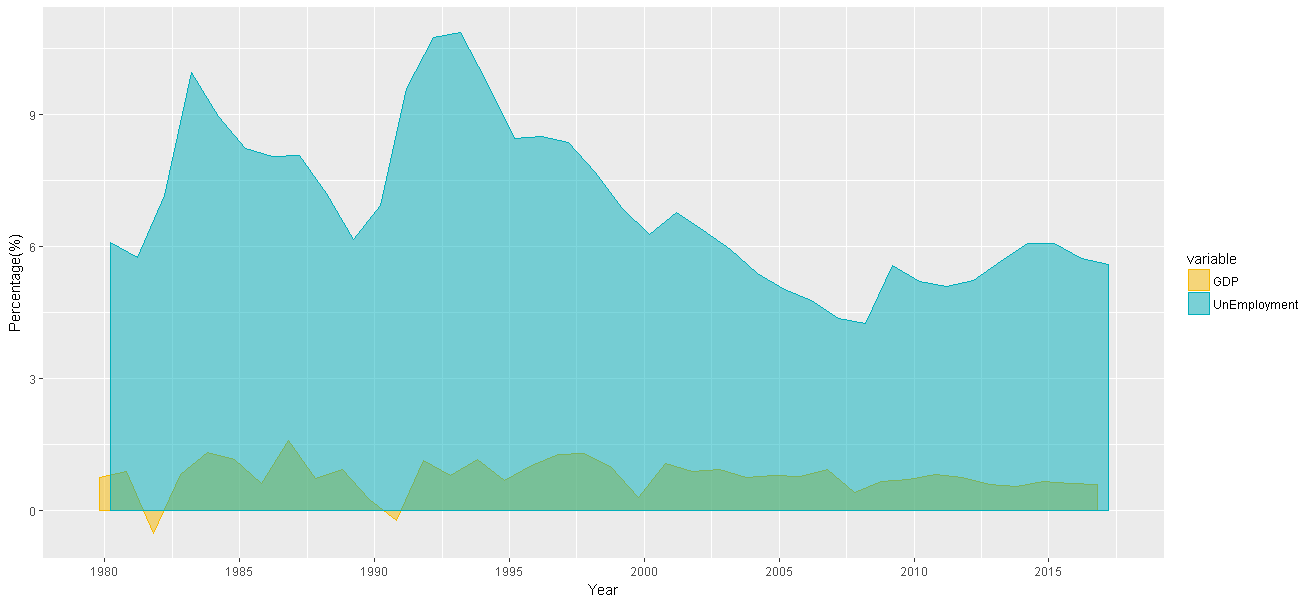 Percentage(%)
9
6
3
0
1980 1985 1990 1995 2000 2005 2010 2015
Year
variable
GDP
UnEmployment